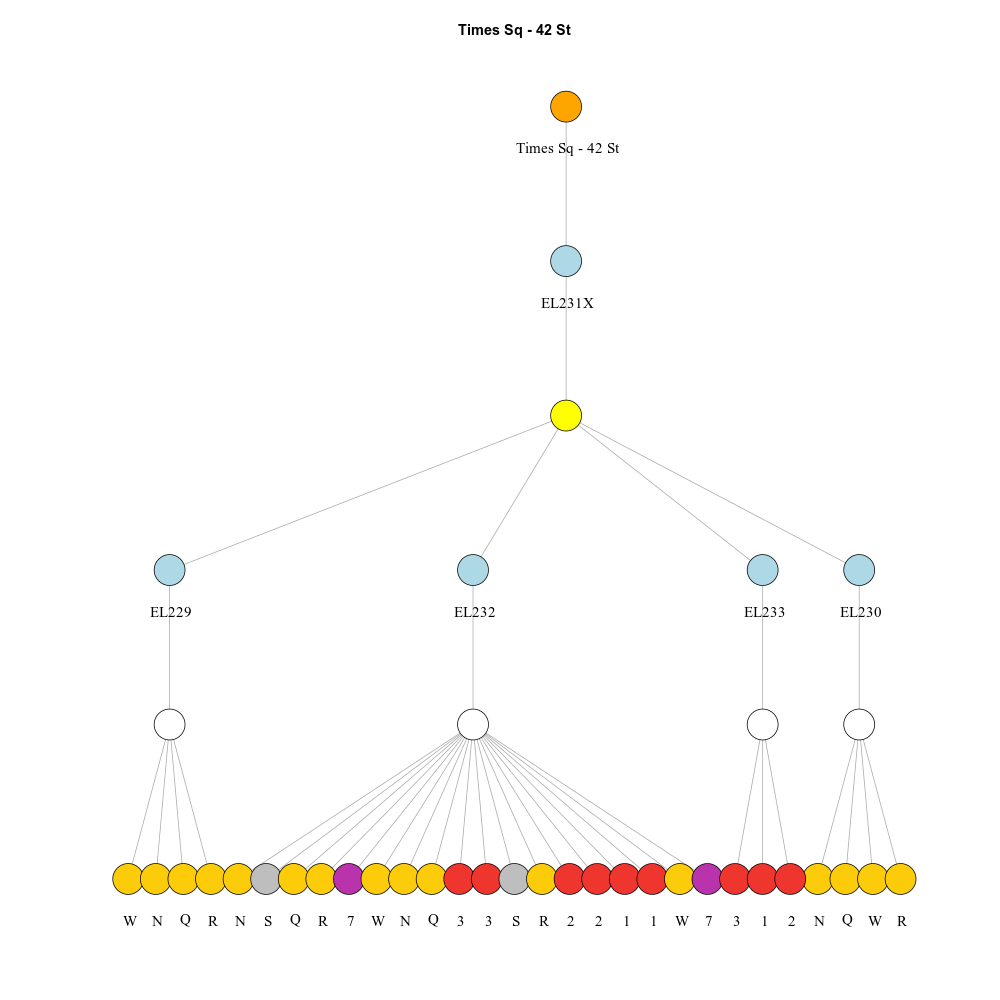 Times Sq - 42 St
Times Sq - 42 St
EL231X
EL229 EL232 EL233 EL230
W N Q R N S Q R 7 W N Q 3 3 S R 2 2 1 1 W 7 3 1 2 N Q W R